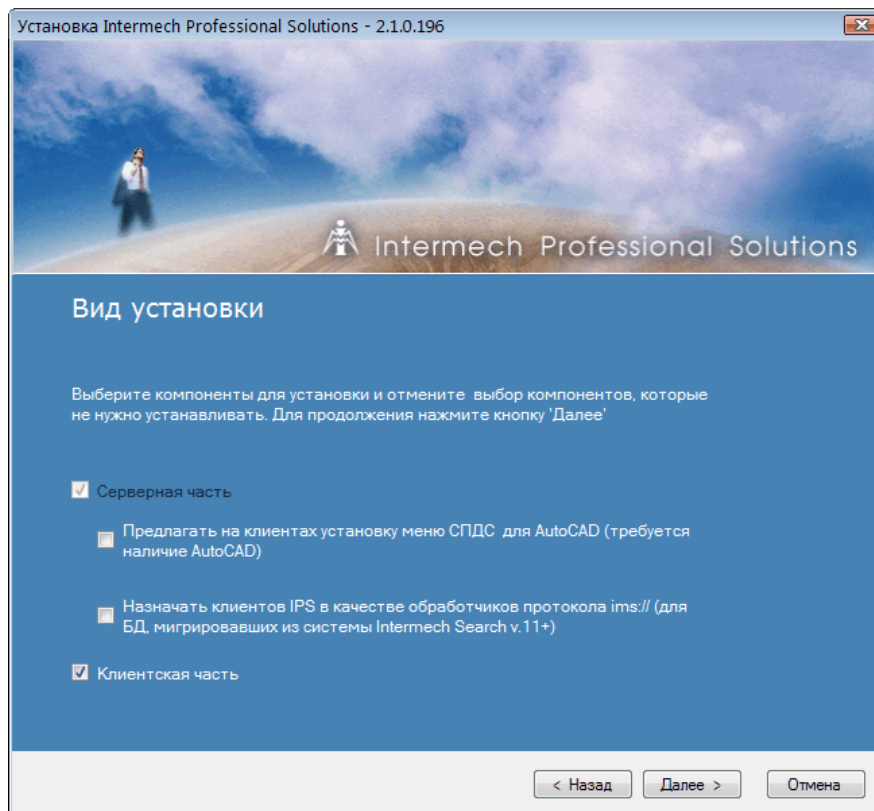 Установка Intermech Professional Solutions - 2.1.0.196
Intermech Professional Solutions
Вид установки
Выберите компоненты для установки и отмените выбор компонентов, которые
не нужно устанавливать. Для продолжения нажмите кнопку 'Далее'
Серверная часть
Предлагать на клиентах установку меню СПДС для AutoCAD (требуется
наличие AutoCAD)
Назначать клиентов IPS в качестве обработчиков протокола ims:// (для
БД, мигрировавших из системы Intermech Search v.11+)
Клиентская часть
< Назад
Далее >
Отмена